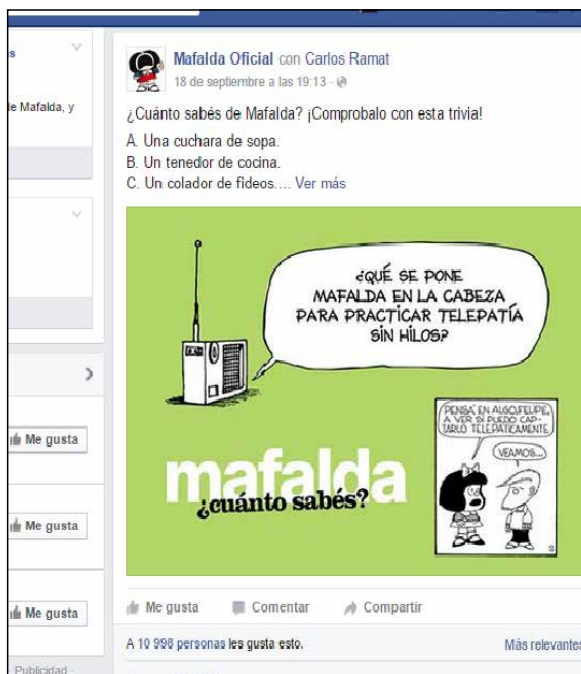 s
de Mafalda, y
Me gusta
Me gusta
Me gusta
- Publicidad -
Mafalda Oficial con Carlos Ramat
18 de septiembre a las 19:13 ·
¿Cuánto sabés de Mafalda? ¡Comprobalo con esta trivia!
A. Una cuchara de sopa.
B. Un tenedor de cocina.
C. Un colador de fideos.... Ver más
¿QUÉ SE PONE
MAFALDA EN LA CABEZA
PARA PRACTICAR TELEPATÍA
SIN HILOS?
PENSÁ EN ALGO, FELIPE,
A VER SI PUEDO CAP-
TARLO TELEPÁTICAMENTE
VEAMOS...
mafalda
¿cuánto sabés?
Me gusta Comentar Compartir
A 10 998 personas les gusta esto. Más relevantes